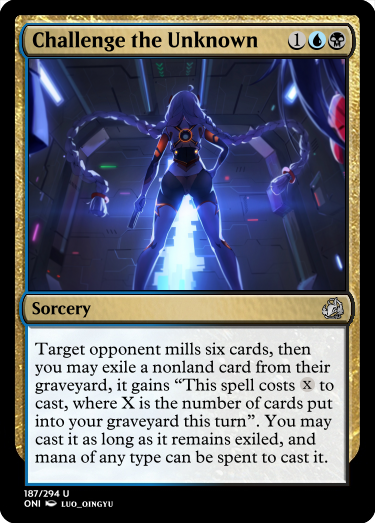 Challenge the Unknown 1
Sorcery
Target opponent mills six cards, then
you may exile a nonland card from their
graveyard, it gains “This spell costs X to
cast, where X is the number of cards put
into your graveyard this turn”. You may
cast it as long as it remains exiled, and
mana of any type can be spent to cast it.
187/294 U
ONI LUO_QINGYU